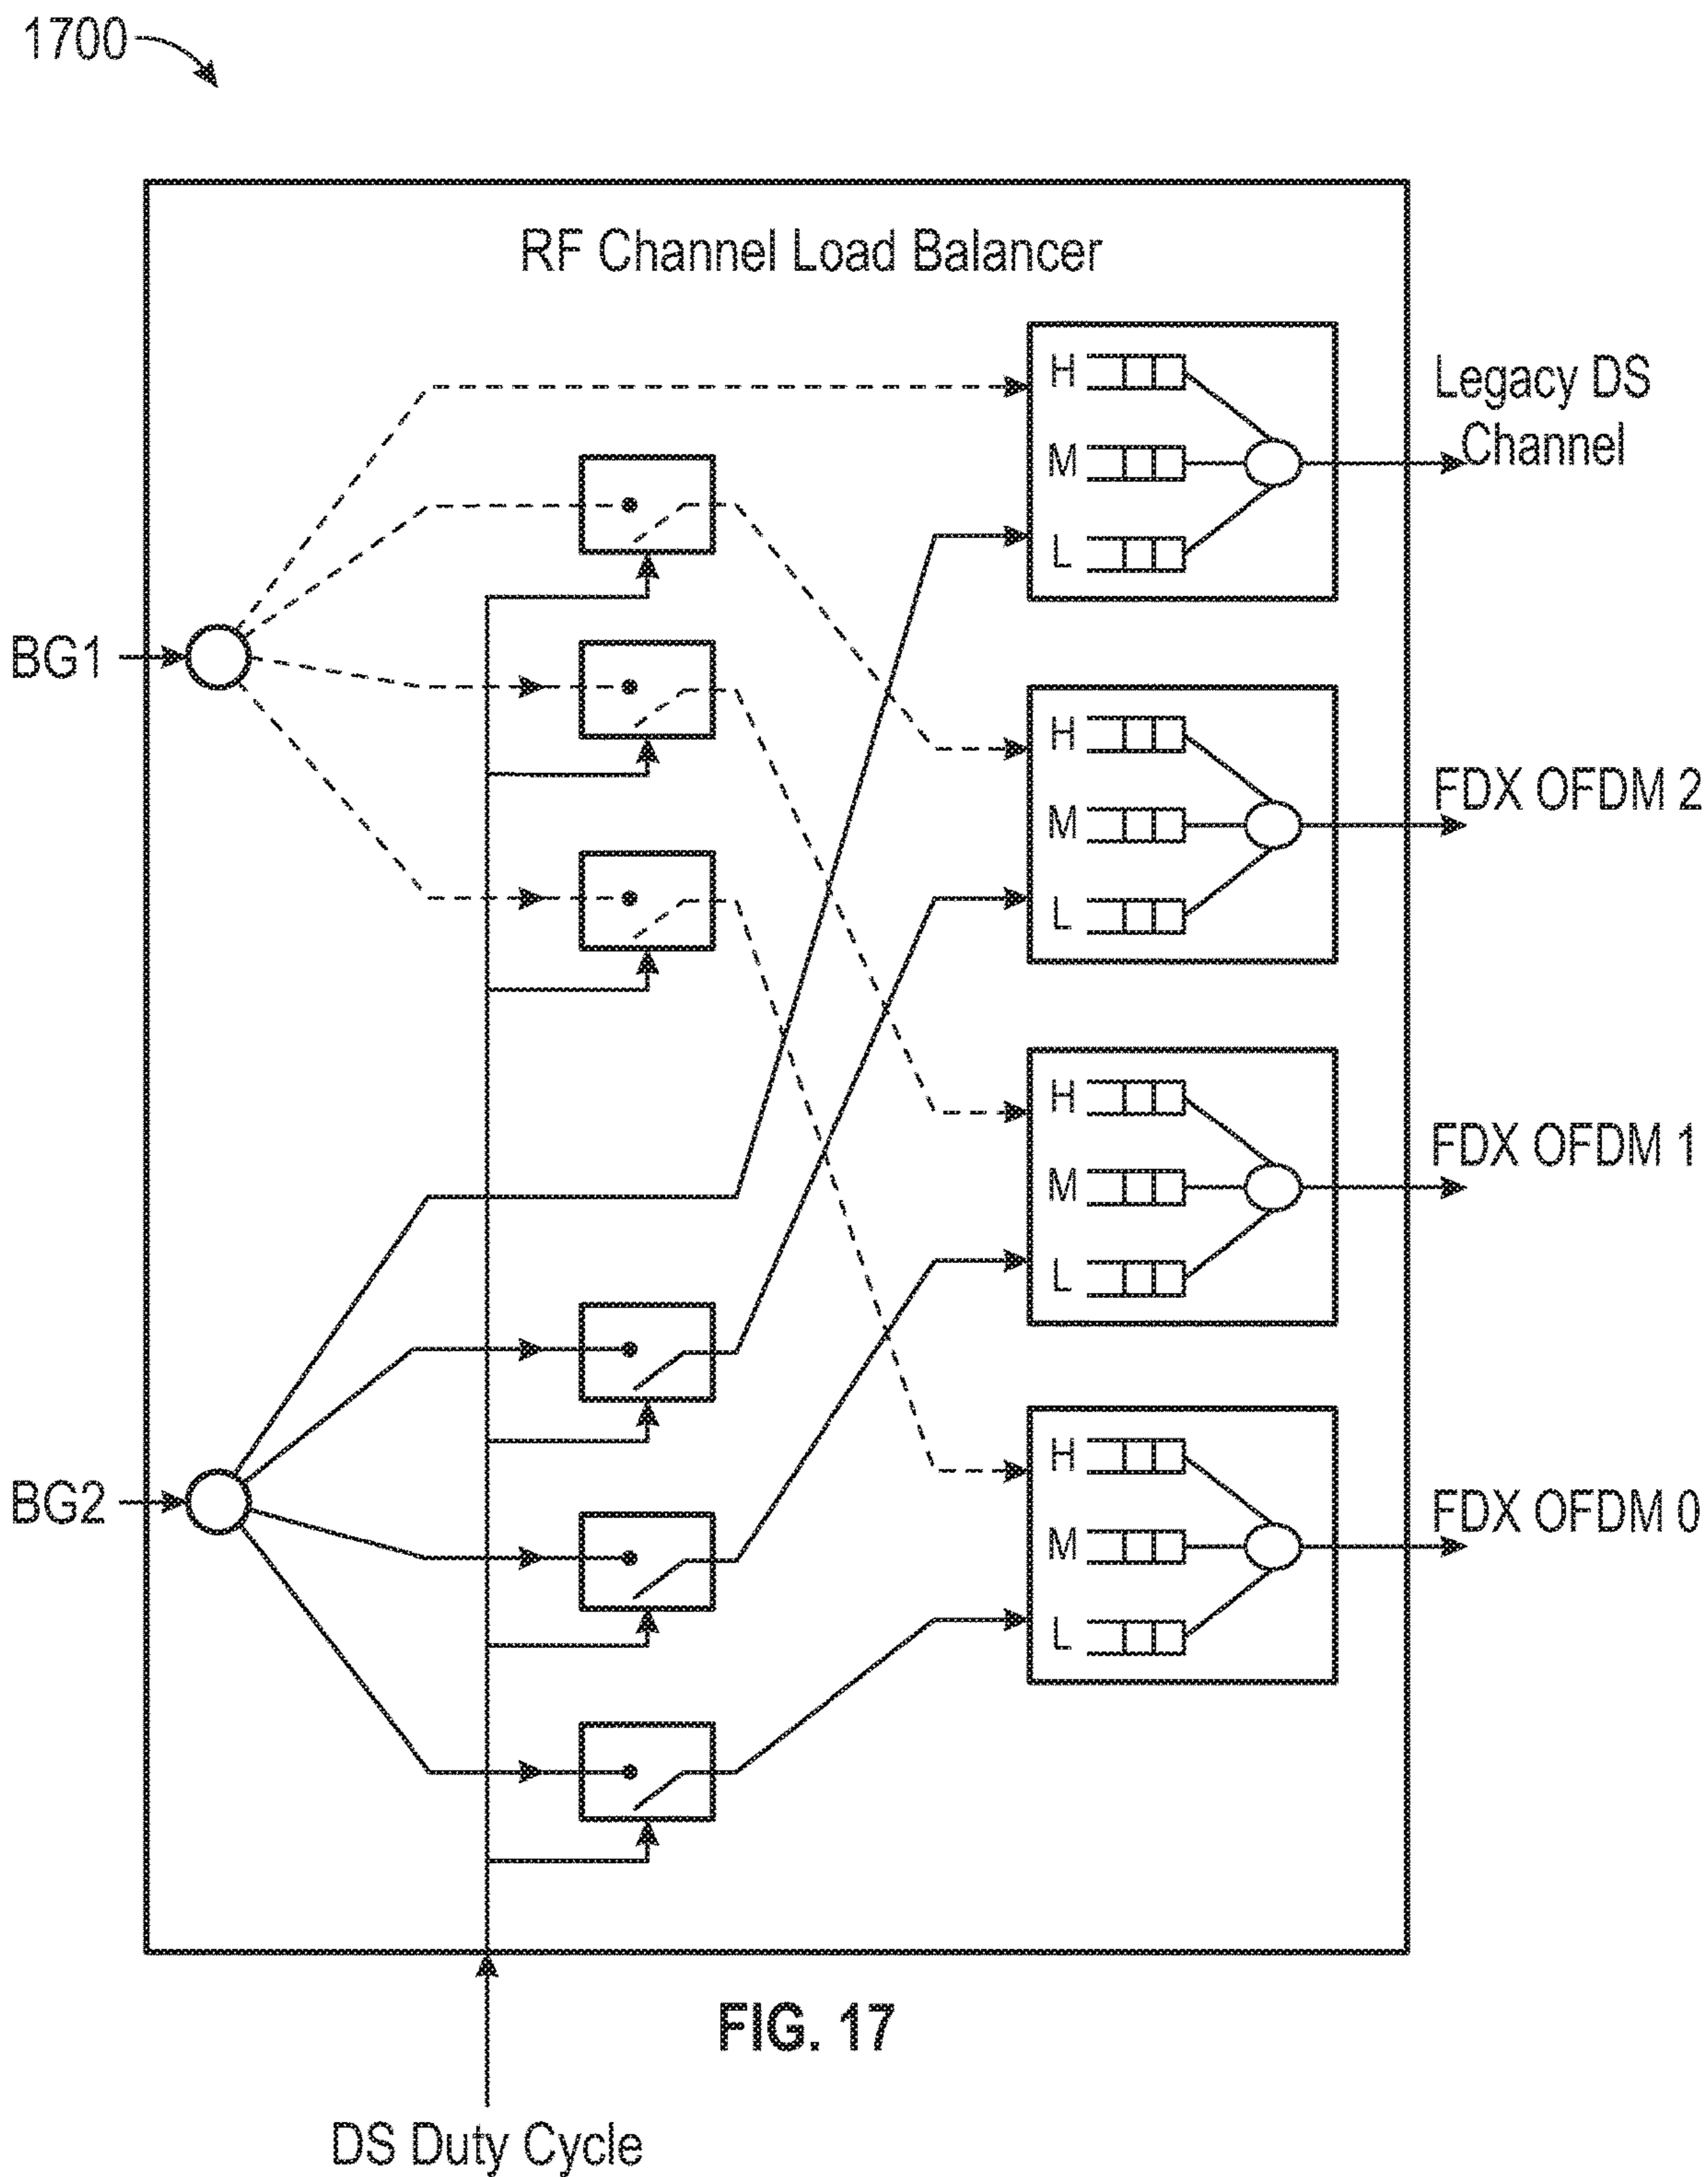 1700
RF Channel Load Balancer
H
M
L
Legacy DS
Channel
BG1
H
M
L
FDX OFDM 2
H
M
L
FDX OFDM 1
BG2
H
M
L
FDX OFDM 0
FIG. 17
DS Duty Cycle